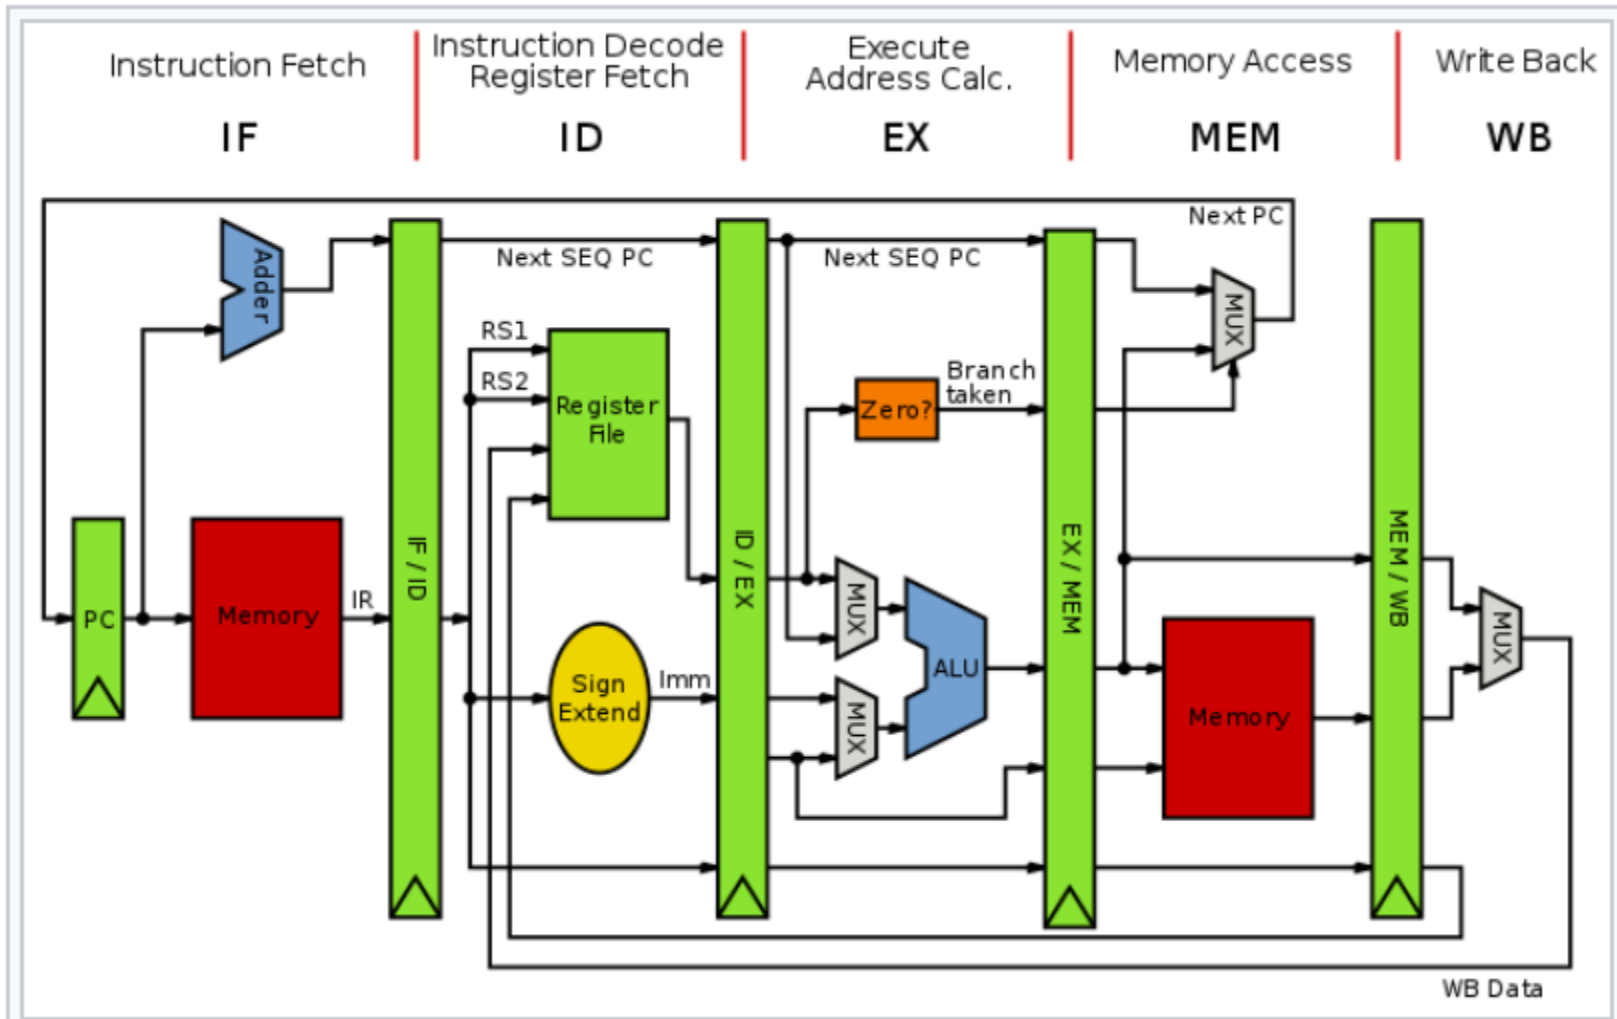 Instruction Fetch
Instruction Decode
Register Fetch
Execute
Address Calc.
Memory Access
Write Back
IF
ID
EX
MEM
WB
Next PC
Adder
Next SEQ PC
Next SEQ PC
MUX
RS1
RS2
Register
File
Branch
taken
Zero?
IF / ID
ID / EX
EX / MEM
MEM / WB
PC
Memory
IR
MUX
ALU
MUX
Sign
Extend
Imm
Memory
MUX
WB Data